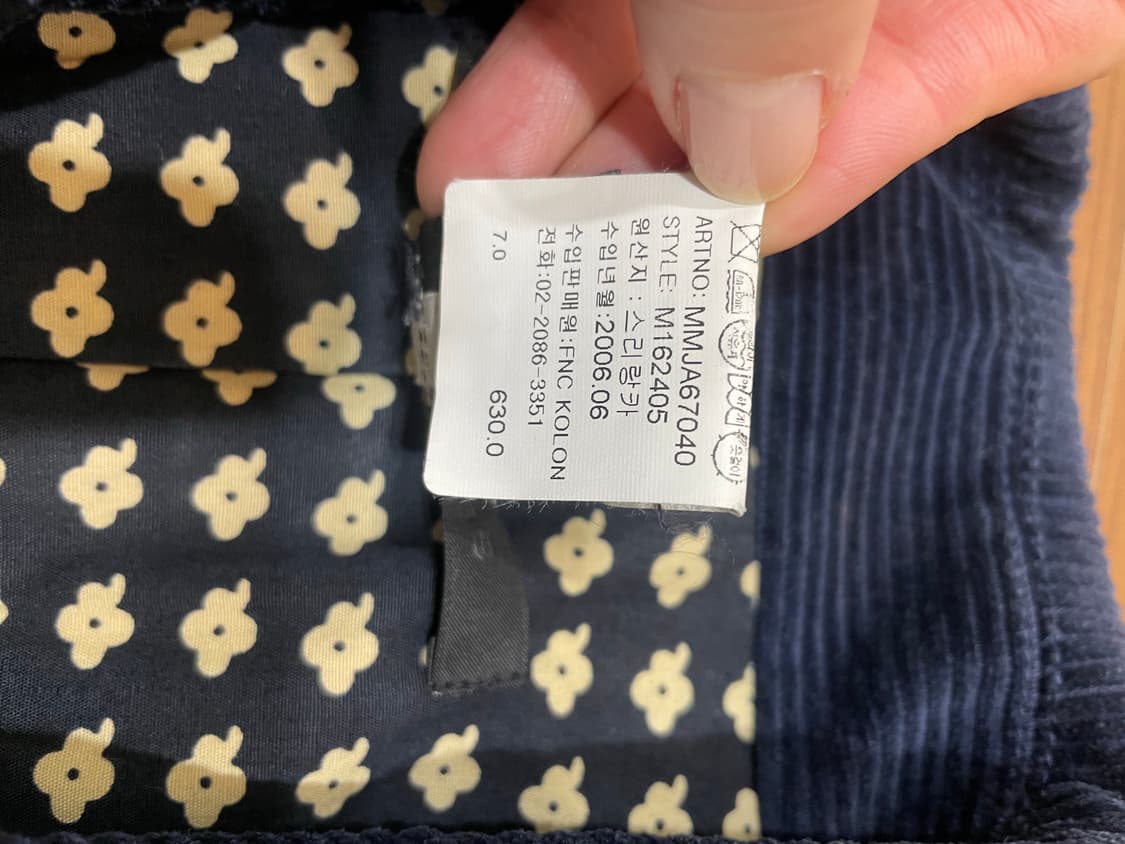 ARTNO: MMJA67040
STYLE: M162405
원산지 : 스리랑카
수입년월:2006.06
수입판매원:FNC KOLON
전화:02-2086-3351
7.0 630.0